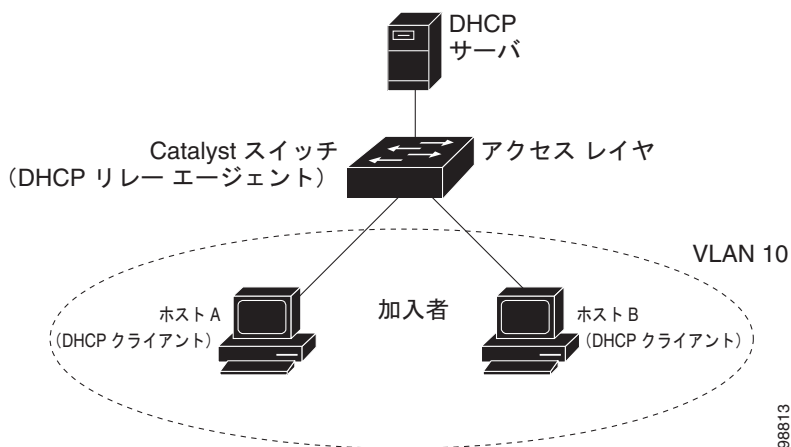 DHCP
サーバ
Catalyst スイッチ
(DHCP リレー エージェント)
アクセス レイヤ
VLAN 10
ホスト A
(DHCP クライアント)
加入者
ホスト B
(DHCP クライアント)
98813